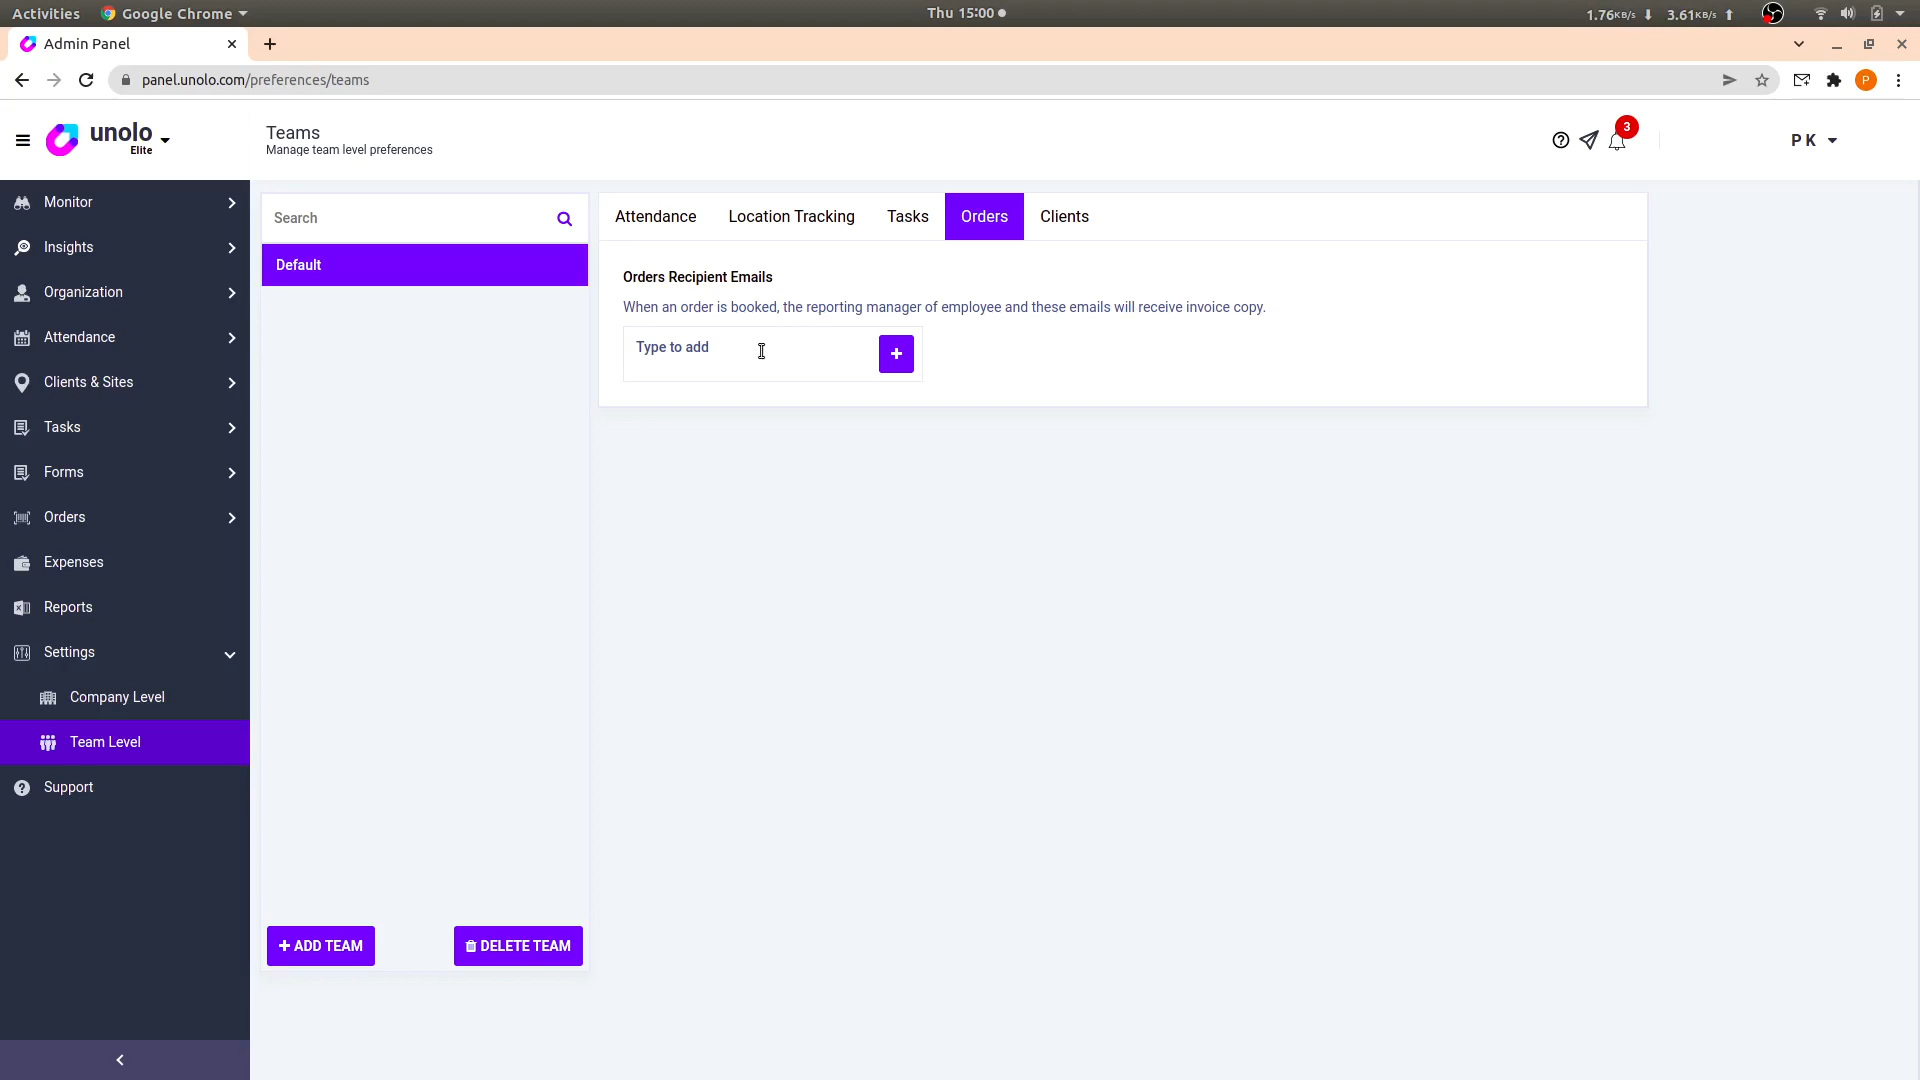 Activities
Google Chrome
Thu 15:00
1.76KB/s
3.61KB/s
Admin Panel
panel.unolo.com/preferences/teams
P
unolo
Elite
Teams
Manage team level preferences
3
P K
Monitor
Insights
Organization
Attendance
Clients & Sites
Tasks
Forms
Orders
Expenses
Reports
Settings
Company Level
Team Level
Support
Search
Default
ADD TEAM
DELETE TEAM
Attendance
Location Tracking
Tasks
Orders
Clients
Orders Recipient Emails
When an order is booked, the reporting manager of employee and these emails will receive invoice copy.
Type to add